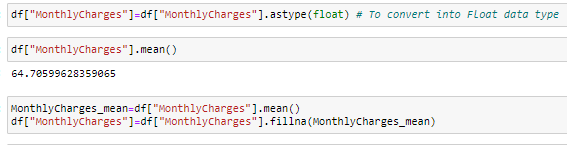 df["MonthlyCharges"]=df["MonthlyCharges"].astype(float) # To convert into Float data type
df["MonthlyCharges"].mean()
64.70599628359065
MonthlyCharges_mean=df["MonthlyCharges"].mean()
df["MonthlyCharges"]=df["MonthlyCharges"].fillna(MonthlyCharges_mean)